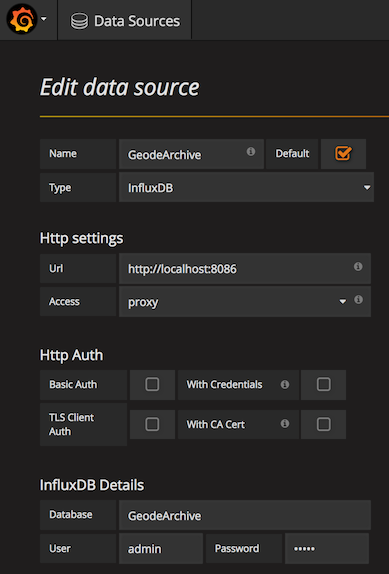 Data Sources
Edit data source
Name GeodeArchive Default
Type InfluxDB
Http settings
Url http://localhost:8086
Access proxy
Http Auth
Basic Auth With Credentials
TLS Client
Auth With CA Cert
InfluxDB Details
Database GeodeArchive
User admin Password •••••